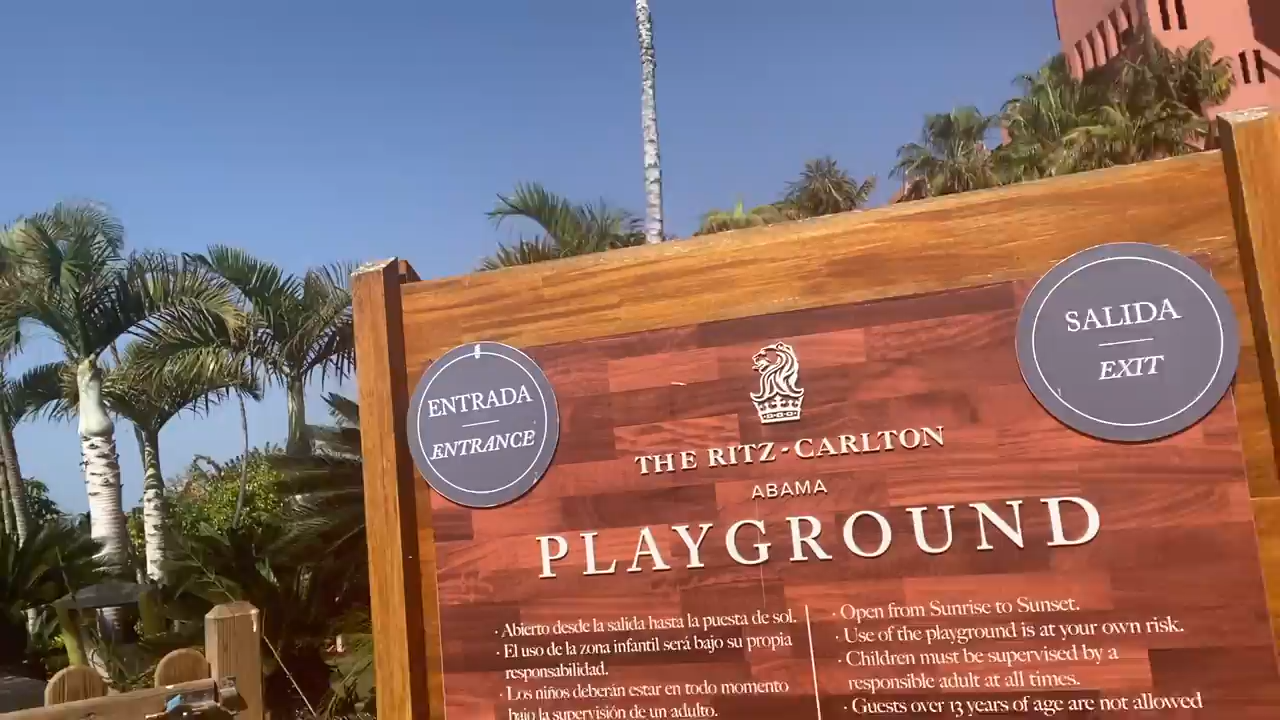 ENTRADA
ENTRANCE
SALIDA
EXIT
THE RITZ-CARLTON
ABAMA
PLAYGROUND
· Abierto desde la salida hasta la puesta de sol.
· El uso de la zona infantil será bajo su propia
responsabilidad.
· Los niños deberán estar en todo momento
bajo la supervisión de un adulto.
· Open from Sunrise to Sunset.
· Use of the playground is at your own risk.
· Children must be supervised by a
responsible adult at all times.
· Guests over 13 years of age are not allowed